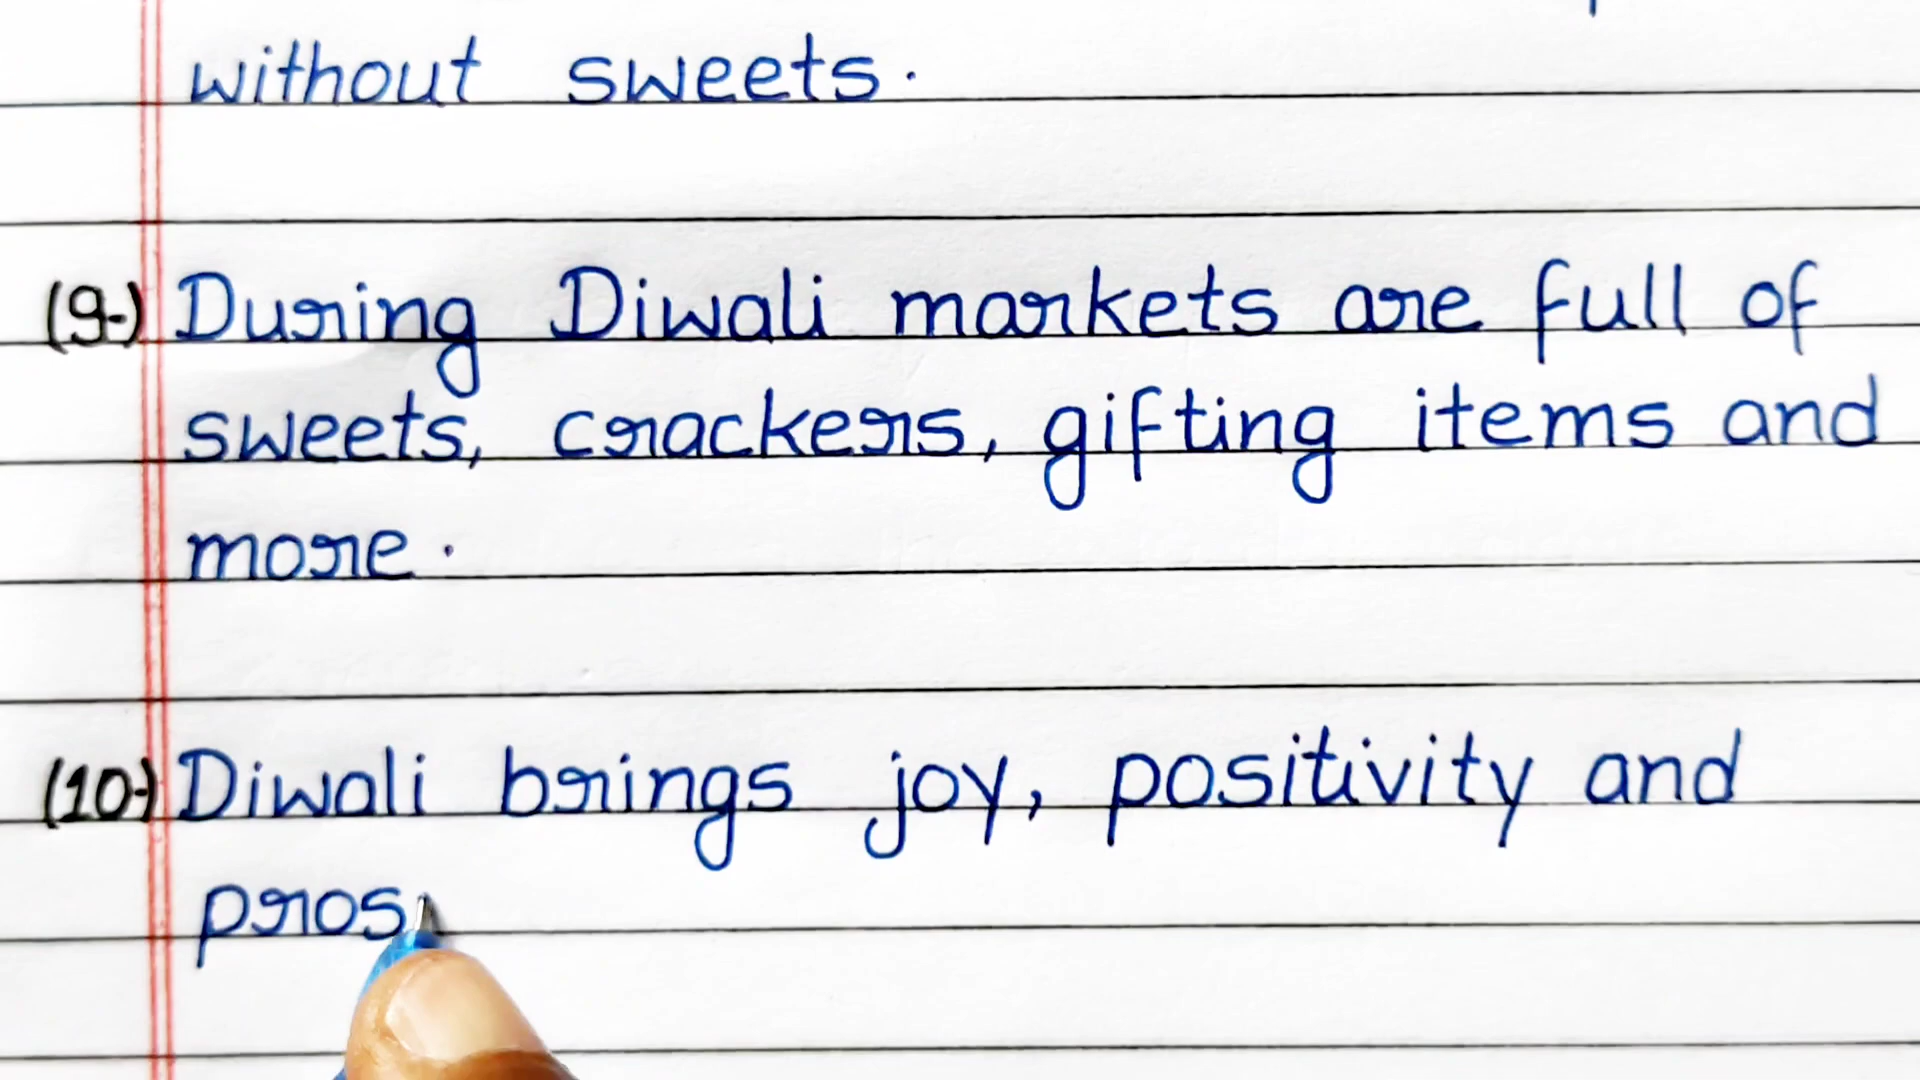 without sweets.
(9.) During Diwali markets are full of
sweets, crackers, gifting items and
more.
(10.) Diwali brings joy, positivity and
pros